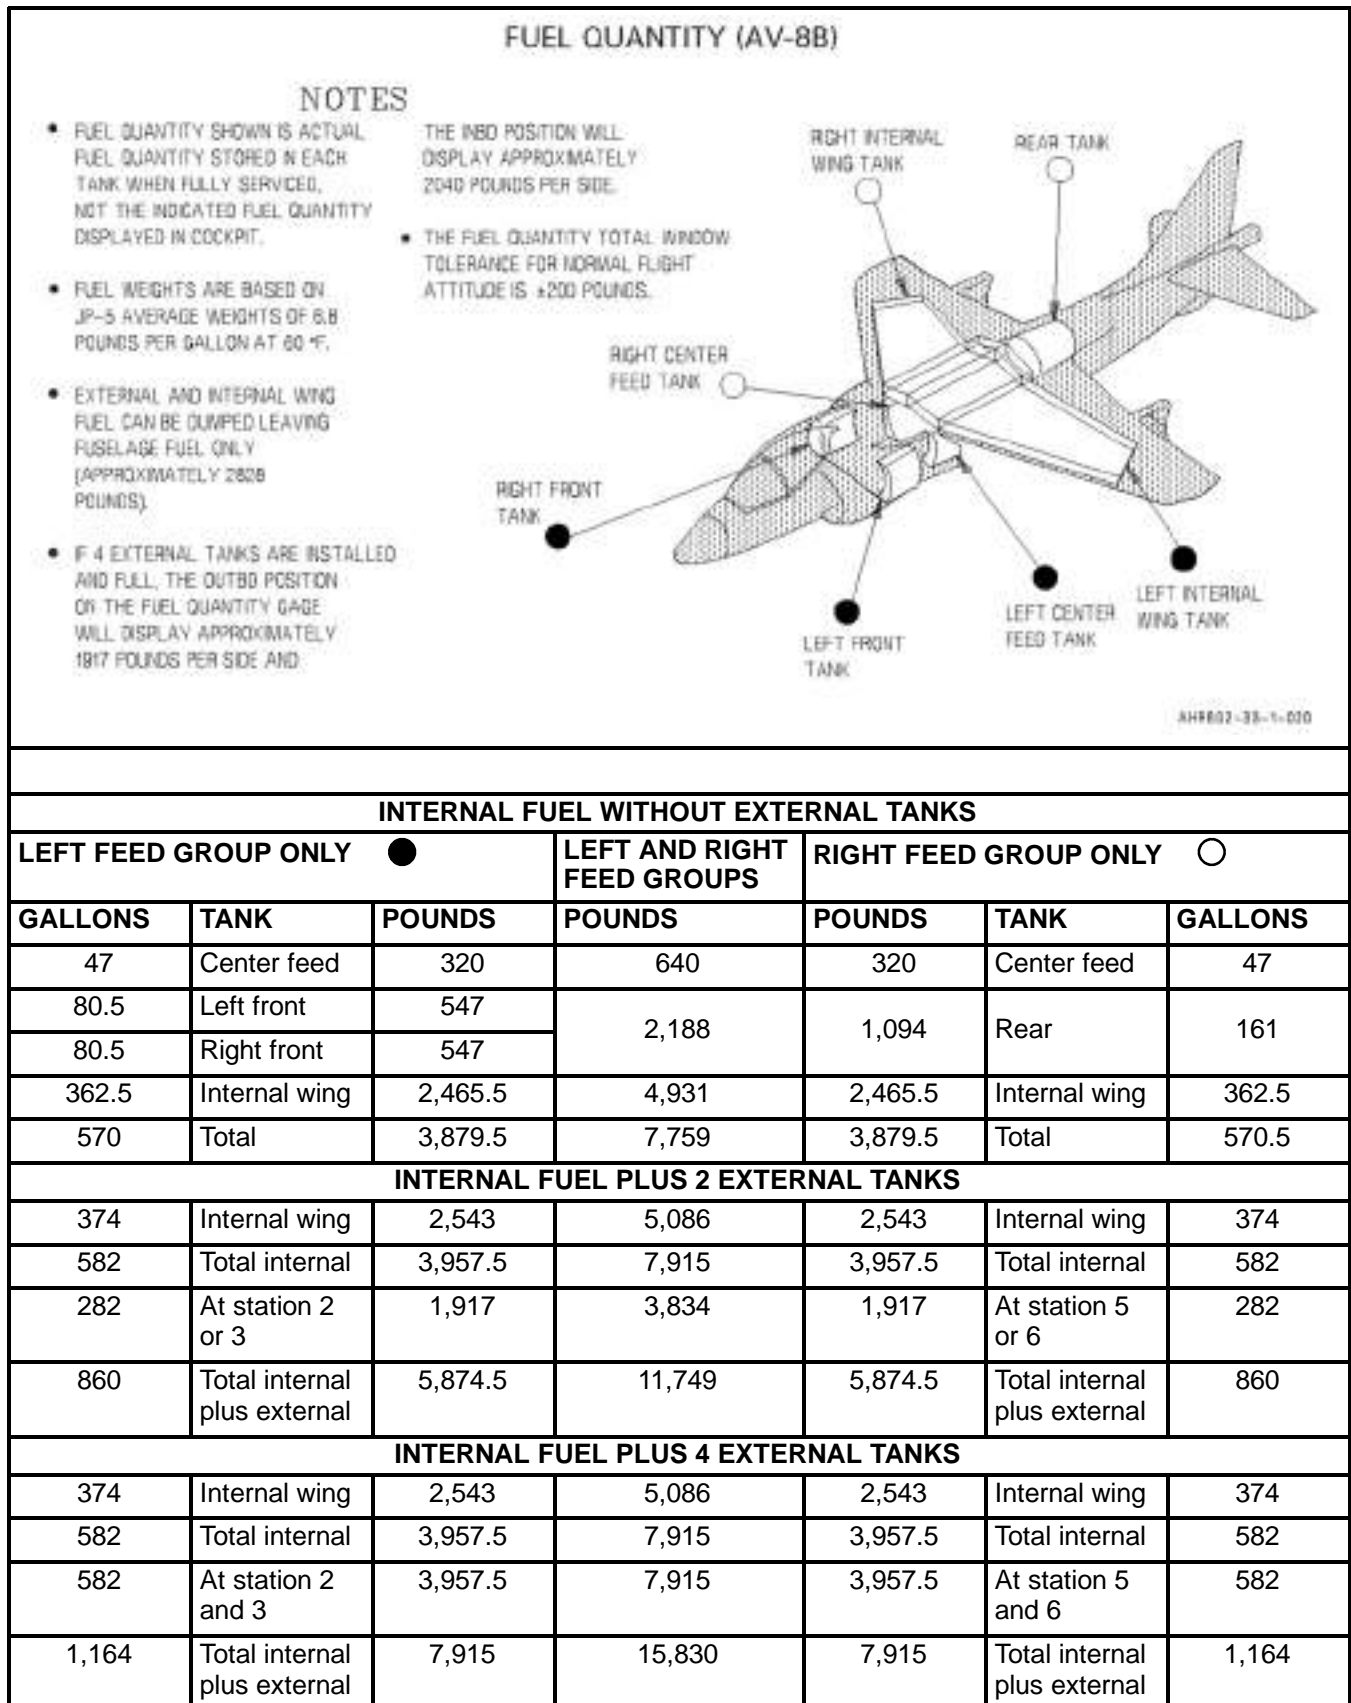 FUEL QUANTITY (AV-8B)
NOTES
• FUEL QUANTITY SHOWN IS ACTUAL
FUEL QUANTITY STORED IN EACH
TANK WHEN FULLY SERVICED,
NOT THE INDICATED FUEL QUANTITY
DISPLAYED IN COCKPIT.
• FUEL WEIGHTS ARE BASED ON
JP-5 AVERAGE WEIGHTS OF 6.8
POUNDS PER GALLON AT 60 °F.
• EXTERNAL AND INTERNAL WING
FUEL CAN BE DUMPED LEAVING
FUSELAGE FUEL ONLY
(APPROXIMATELY 2828
POUNDS).
• IF 4 EXTERNAL TANKS ARE INSTALLED
AND FULL, THE OUTBD POSITION
ON THE FUEL QUANTITY GAGE
WILL DISPLAY APPROXIMATELY
1917 POUNDS PER SIDE AND
THE INBD POSITION WILL
DISPLAY APPROXIMATELY
2040 POUNDS PER SIDE.
• THE FUEL QUANTITY TOTAL WINDOW
TOLERANCE FOR NORMAL FLIGHT
ATTITUDE IS ±200 POUNDS.
RIGHT INTERNAL
WING TANK
REAR TANK
RIGHT CENTER
FEED TANK
RIGHT FRONT
TANK
LEFT FRONT
TANK
LEFT CENTER
FEED TANK
LEFT INTERNAL
WING TANK
INTERNAL FUEL WITHOUT EXTERNAL TANKS
LEFT FEED GROUP ONLY ● LEFT AND RIGHT FEED GROUPS RIGHT FEED GROUP ONLY ○
GALLONS TANK POUNDS POUNDS POUNDS TANK GALLONS
47 Center feed 320 640 320 Center feed 47
80.5 Left front 547 2,188 1,094 Rear 161
80.5 Right front 547
362.5 Internal wing 2,465.5 4,931 2,465.5 Internal wing 362.5
570 Total 3,879.5 7,759 3,879.5 Total 570.5
INTERNAL FUEL PLUS 2 EXTERNAL TANKS
374 Internal wing 2,543 5,086 2,543 Internal wing 374
582 Total internal 3,957.5 7,915 3,957.5 Total internal 582
282 At station 2 or 3 1,917 3,834 1,917 At station 5 or 6 282
860 Total internal plus external 5,874.5 11,749 5,874.5 Total internal plus external 860
INTERNAL FUEL PLUS 4 EXTERNAL TANKS
374 Internal wing 2,543 5,086 2,543 Internal wing 374
582 Total internal 3,957.5 7,915 3,957.5 Total internal 582
582 At station 2 and 3 3,957.5 7,915 3,957.5 At station 5 and 6 582
1,164 Total internal plus external 7,915 15,830 7,915 Total internal plus external 1,164